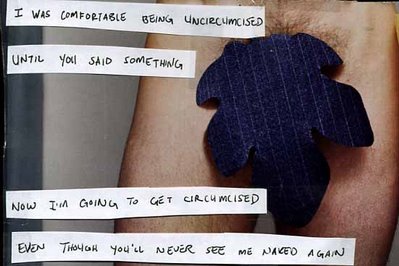 I WAS COMFORTABLE BEING UNCIRCUMCISED
UNTIL YOU SAID SOMETHING
NOW I'M GOING TO GET CIRCUMCISED
EVEN THOUGH YOU'LL NEVER SEE ME NAKED AGAIN